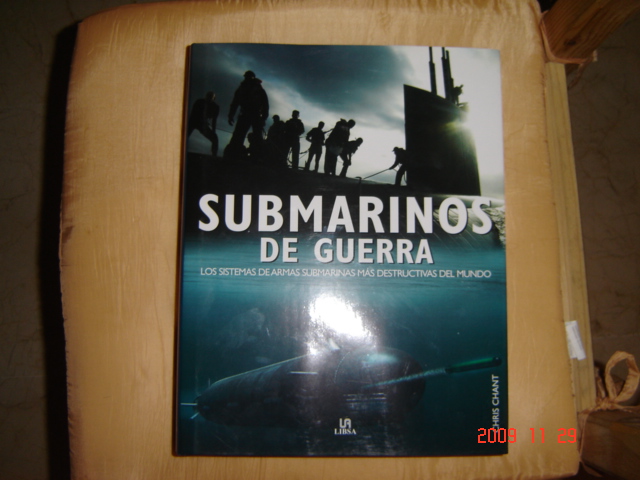 SUBMARINOS
DE GUERRA
LOS SISTEMAS DE ARMAS SUBMARINAS MÁS DESTRUCTIVAS DEL MUNDO
CHRIS CHANT
LIBSA
2009 11 29